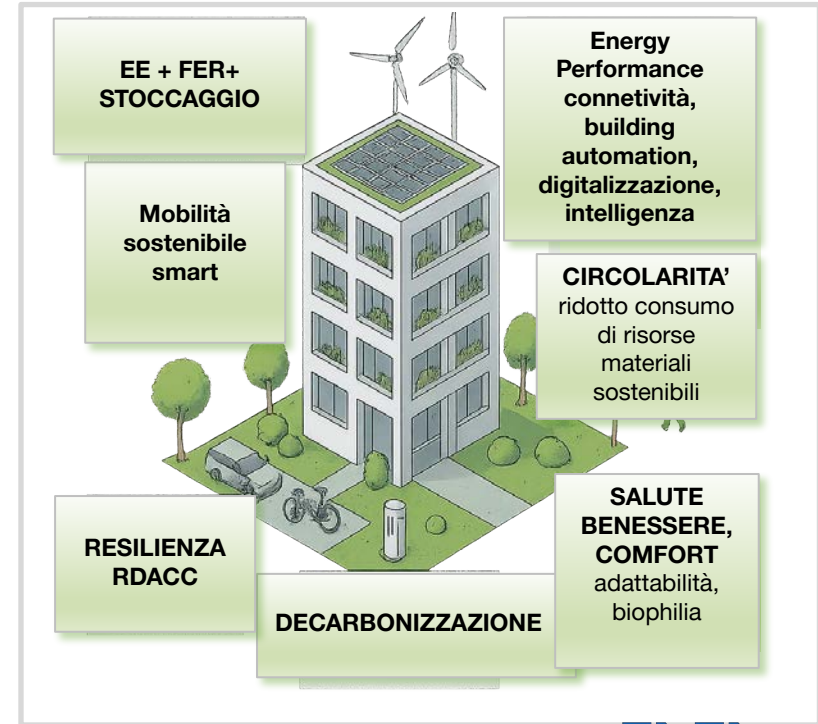 EE + FER+
STOCCAGGIO
Energy
Performance
connetività,
building
automation,
digitalizzazione,
intelligenza
Mobilità
sostenibile
smart
CIRCOLARITA’
ridotto consumo
di risorse
materiali
sostenibili
SALUTE
BENESSERE,
COMFORT
adattabilità,
biophilia
RESILIENZA
RDACC
DECARBONIZZAZIONE